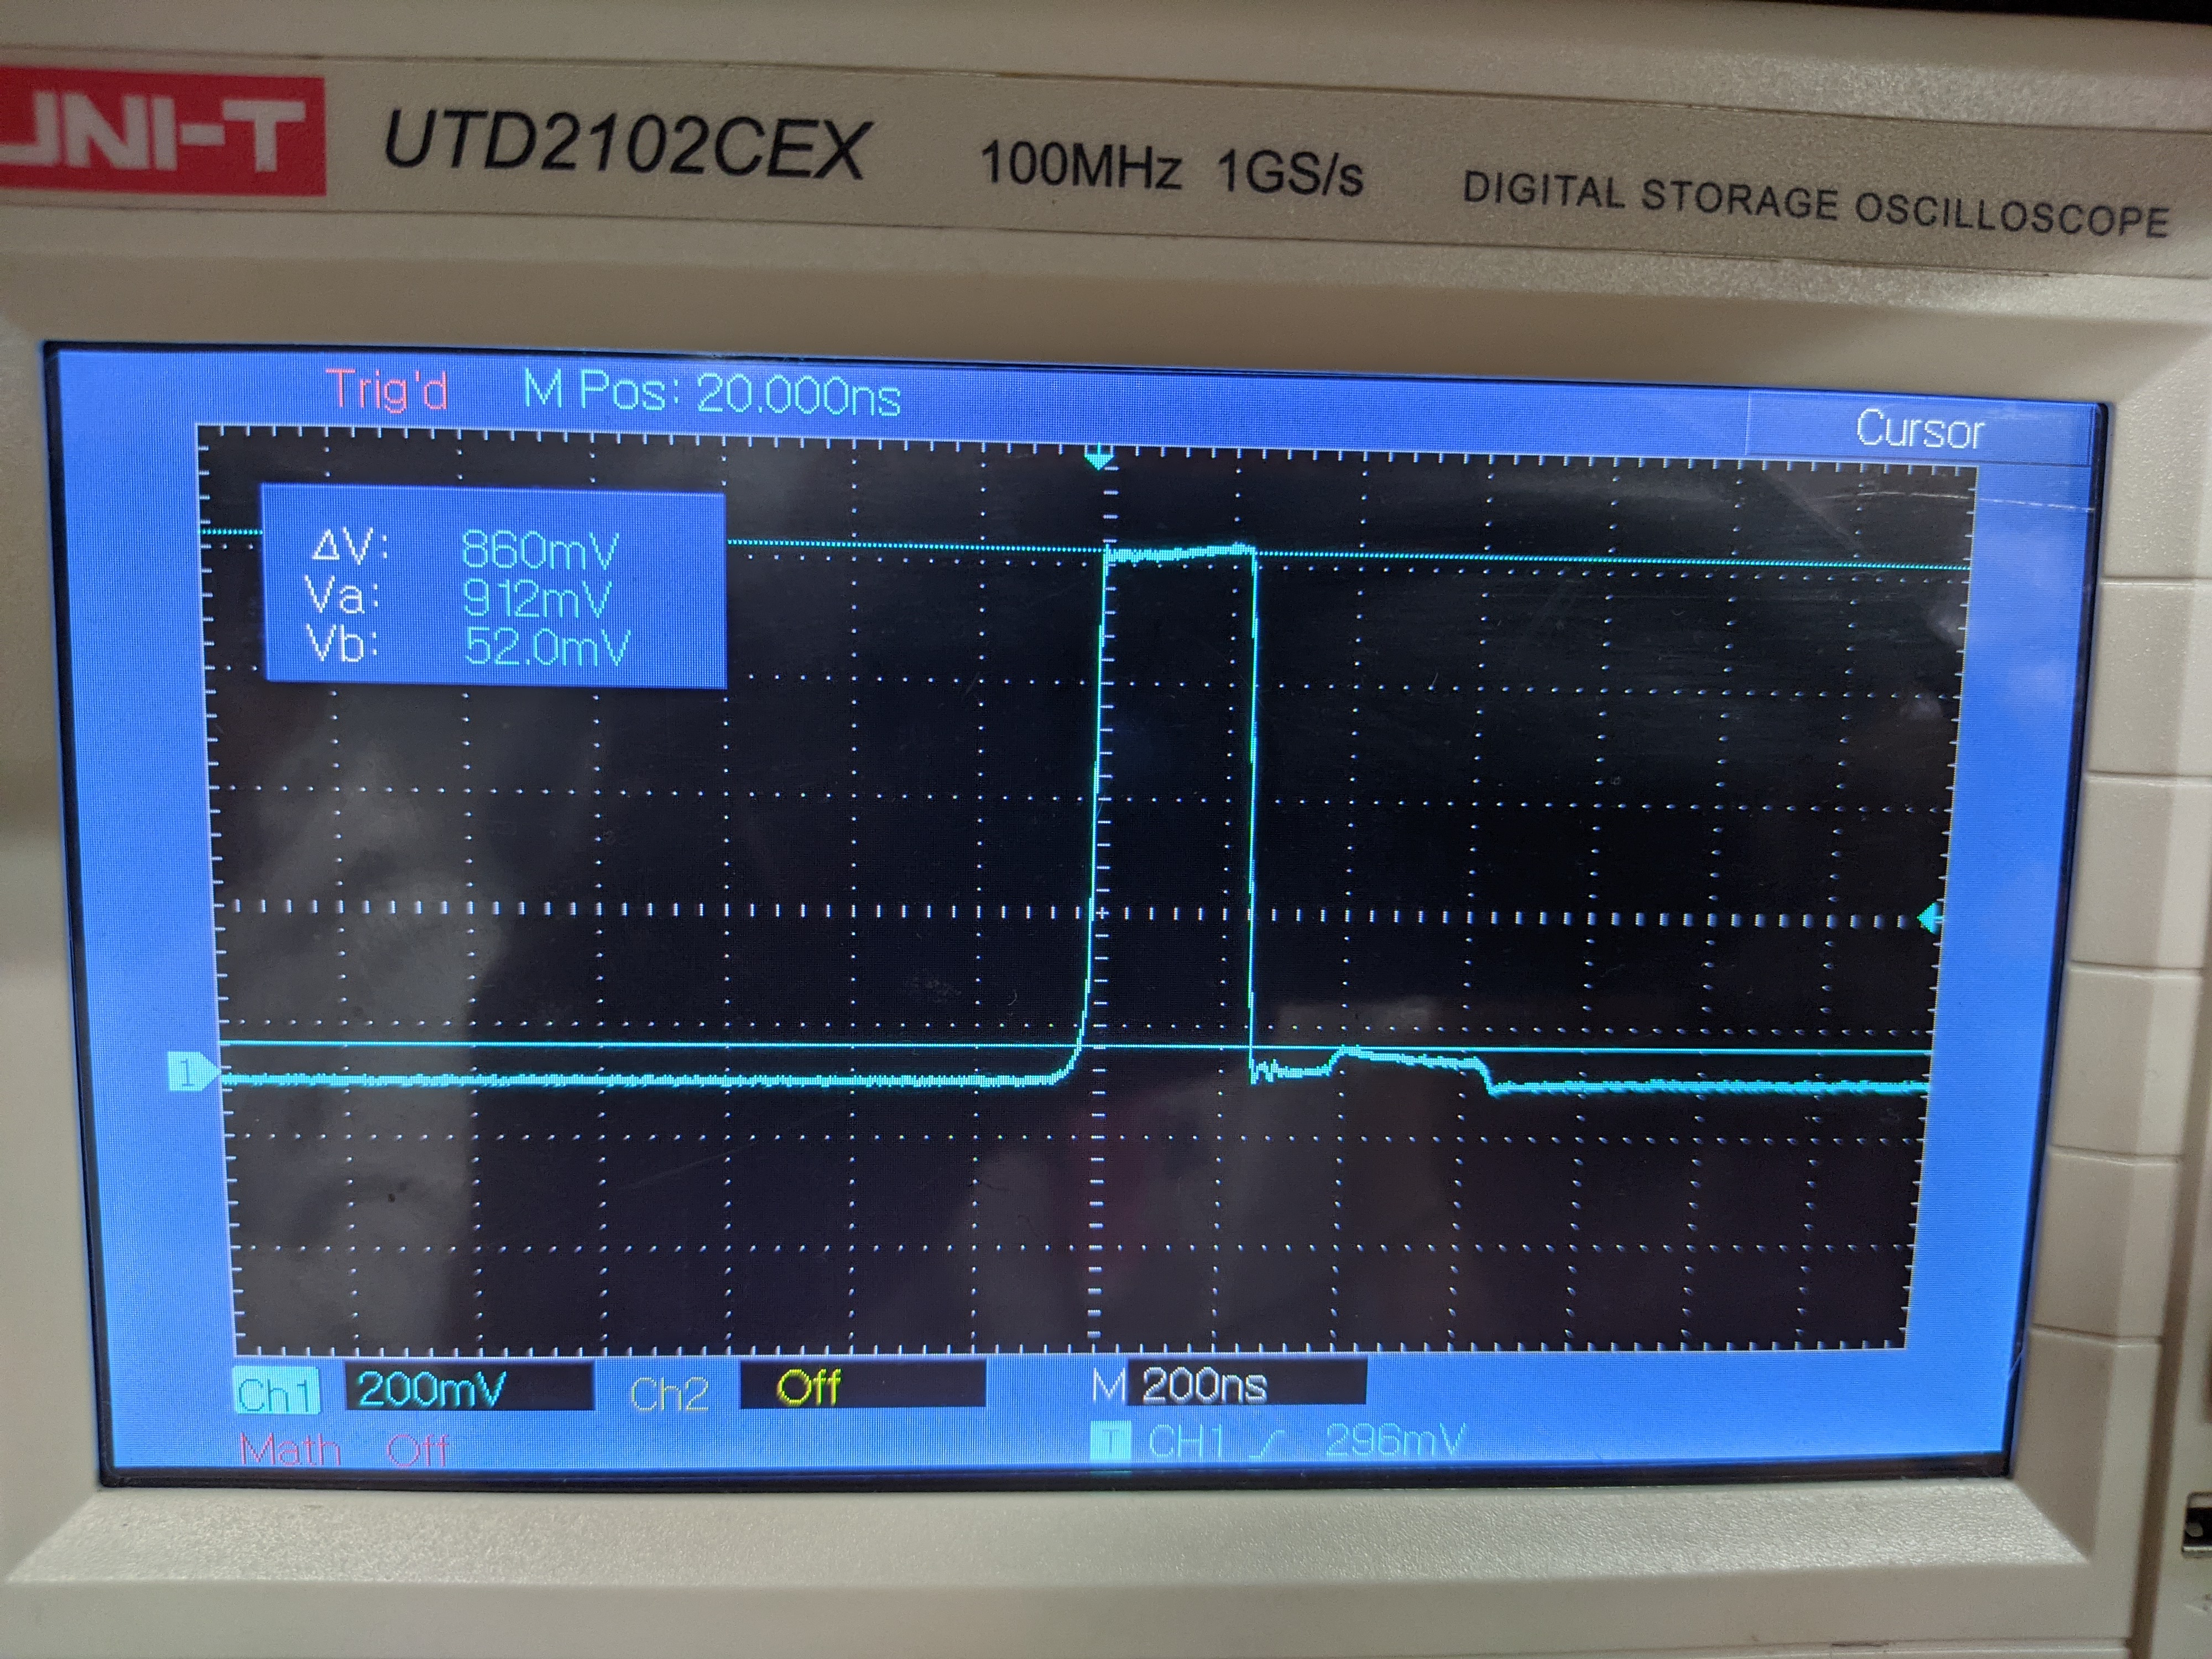 UNI-T UTD2102CEX 100MHz 1GS/s DIGITAL STORAGE OSCILLOSCOPE
Trig'd M Pos: 20.000ns Cursor
ΔV: 860mV
Va: 912mV
Vb: 52.0mV
1
Ch1 200mV Ch2 Off M 200ns
Math Off T CH1 296mV